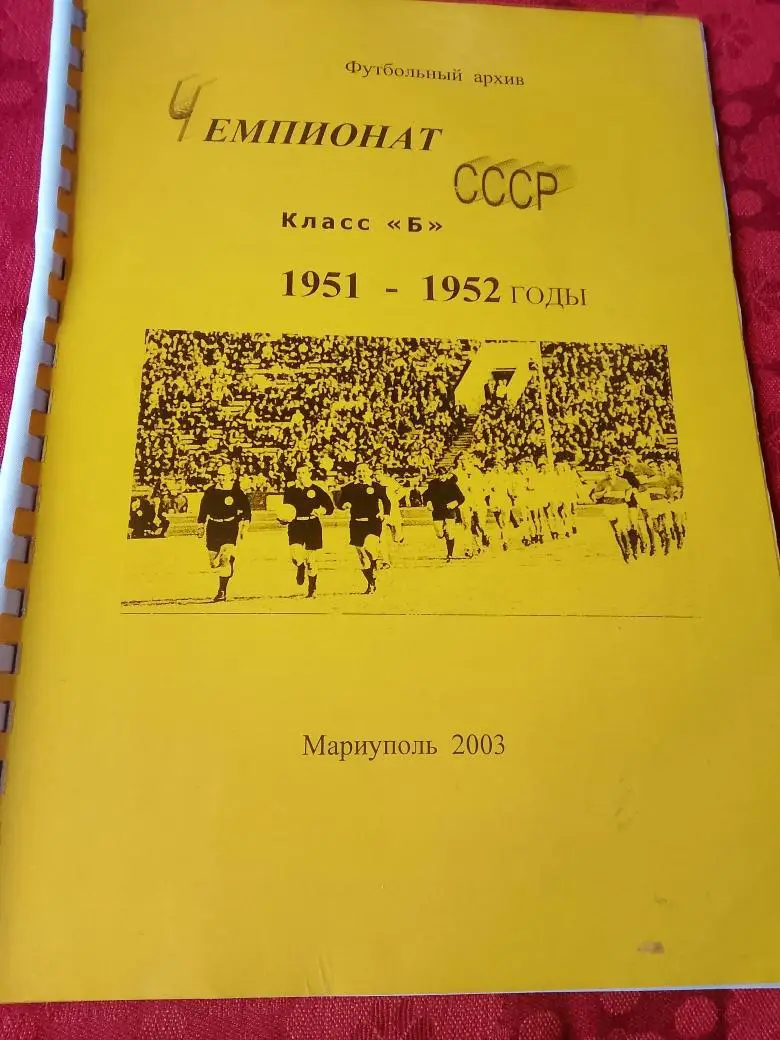 Футбольный архив
ЧЕМПИОНАТ
СССР
Класс «Б»
1951 - 1952 ГОДЫ
Мариуполь 2003